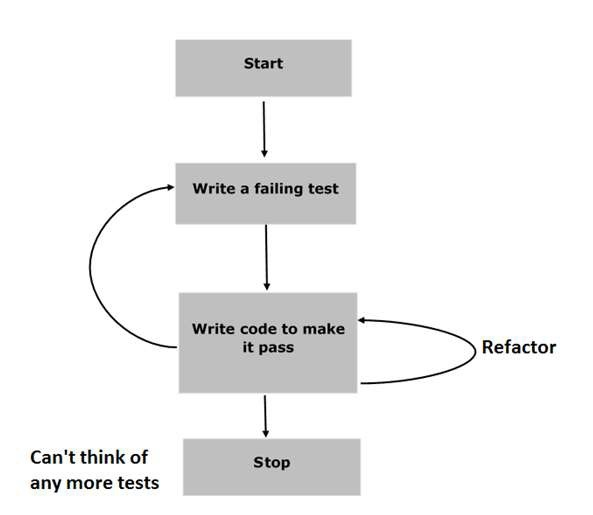 Start
Write a failing test
Write code to make
it pass
Refactor
Stop
Can't think of
any more tests